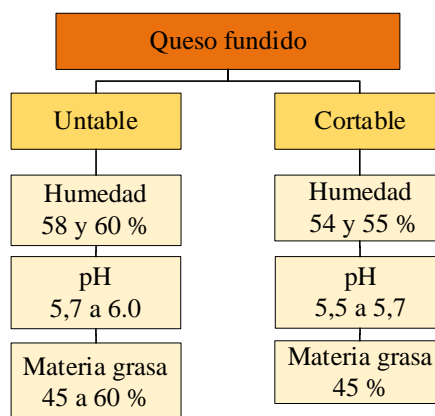 Queso fundido
Untable
Cortable
Humedad
58 y 60 %
Humedad
54 y 55 %
pH
5,7 a 6.0
pH
5,5 a 5,7
Materia grasa
45 a 60 %
Materia grasa
45 %